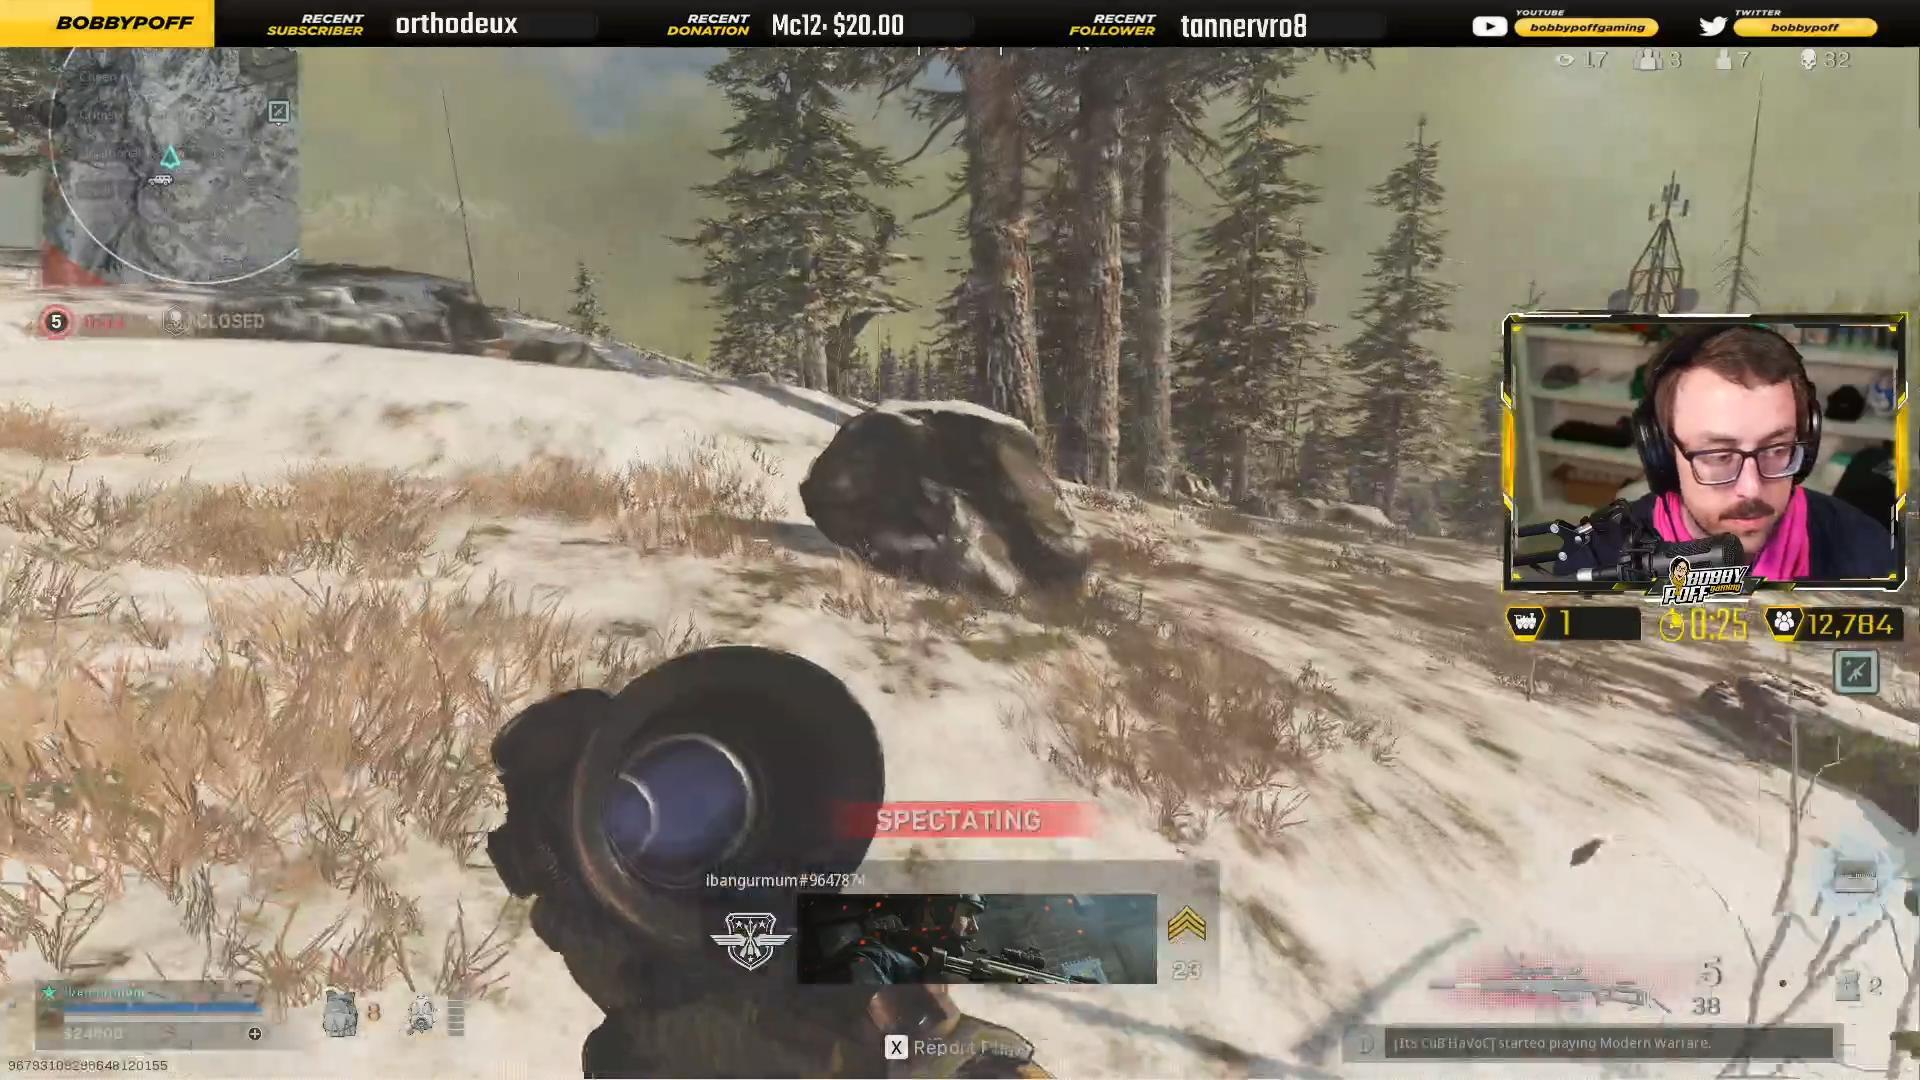 BOBBYPOFF
RECENT SUBSCRIBER
orthodeux
RECENT DONATION
Mc12: $20.00
RECENT FOLLOWER
tannervro8
YOUTUBE
bobbypoffgaming
TWITTER
bobbypoff
17
3
7
32
5
CLOSED
BOBBY
POFF
GAMING
1
0:25
12,784
SPECTATING
ibangurmum#9647874
23
ibangurmum
$24800
8
5
38
2
X Report Player
[Its CuB HaVoC] started playing Modern Warfare.